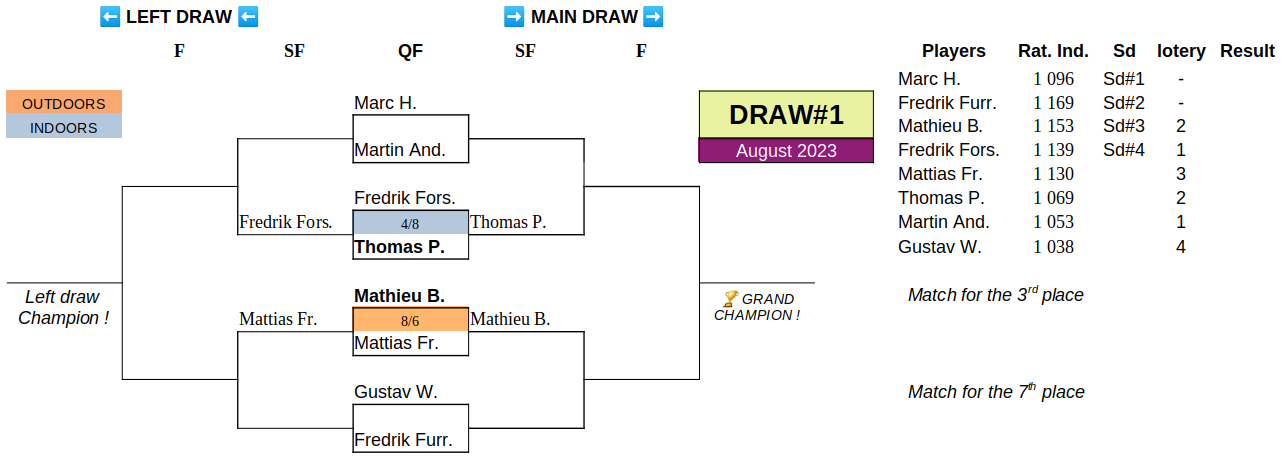 ⬅ LEFT DRAW ⬅ ➡ MAIN DRAW ➡
F SF QF SF F Players Rat. Ind. Sd lotery Result
Marc H. 1 096 Sd#1 -
OUTDOORS Marc H. DRAW#1 Fredrik Furr. 1 169 Sd#2 -
INDOORS Mathieu B. 1 153 Sd#3 2
Martin And. August 2023 Fredrik Fors. 1 139 Sd#4 1
Mattias Fr. 1 130 3
Fredrik Fors. Thomas P. 1 069 2
Fredrik Fors. 4/8 Thomas P. Martin And. 1 053 1
Thomas P. Gustav W. 1 038 4
Left draw Mathieu B. 🏆 GRAND Match for the 3rd place
Champion ! Mattias Fr. 8/6 Mathieu B. CHAMPION !
Mattias Fr.
Gustav W. Match for the 7th place
Fredrik Furr.